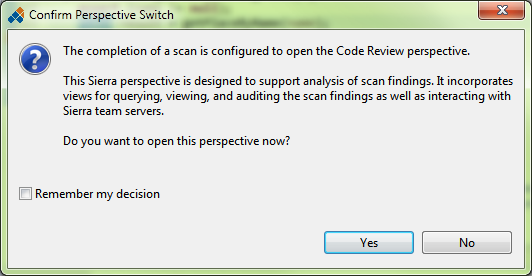 Confirm Perspective Switch
The completion of a scan is configured to open the Code Review perspective.
This Sierra perspective is designed to support analysis of scan findings. It incorporates
views for querying, viewing, and auditing the scan findings as well as interacting with
Sierra team servers.
Do you want to open this perspective now?
Remember my decision
Yes
No